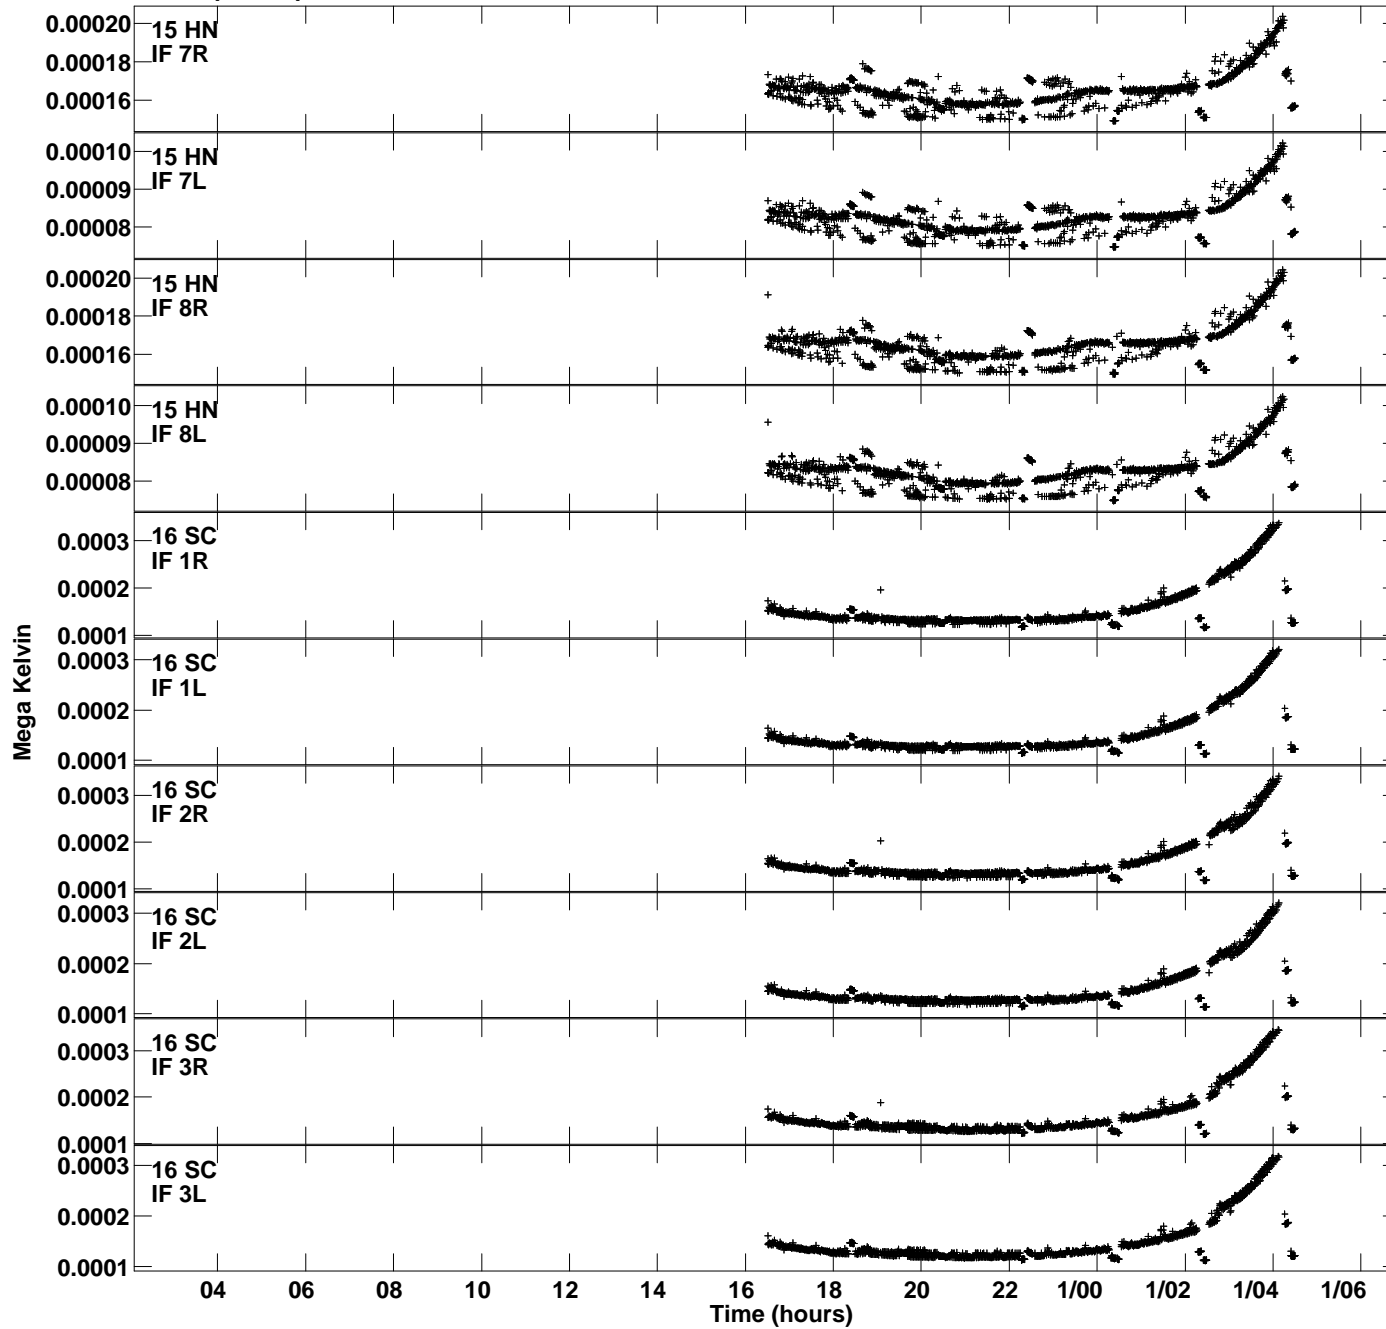 0.00020
15 HN
IF 7R
0.00018
0.00016
0.00010
15 HN
IF 7L
0.00009
0.00008
0.00020
15 HN
IF 8R
0.00018
0.00016
0.00010
15 HN
IF 8L
0.00009
0.00008
16 SC
0.0003
IF 1R
0.0002
0.0001
16 SC
0.0003
IF 1L
0.0002
0.0001
16 SC
0.0003
IF 2R
0.0002
0.0001
16 SC
0.0003
IF 2L
0.0002
0.0001
16 SC
0.0003
IF 3R
0.0002
0.0001
16 SC
0.0003
IF 3L
0.0002
0.0001
Mega Kelvin
04 06 08 10 12 14 16 18 20 22 1/00 1/02 1/04 1/06
Time (hours)